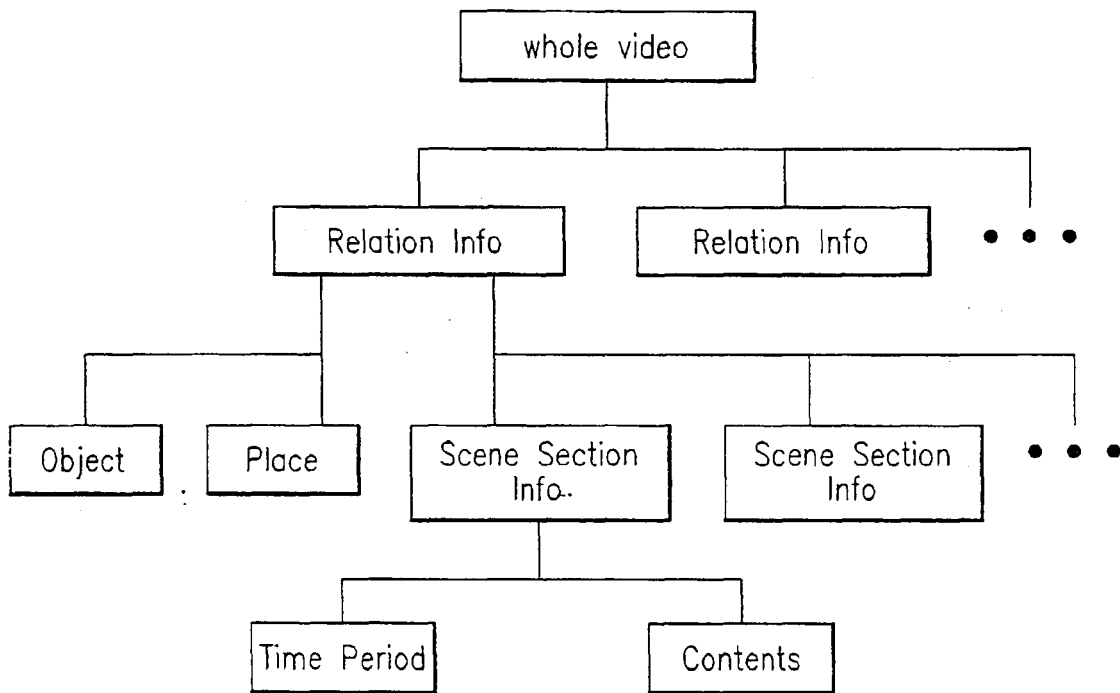 whole video
Relation Info
Relation Info
• • •
Object
Place
Scene Section
Info..
Scene Section
Info
• • •
Time Period
Contents